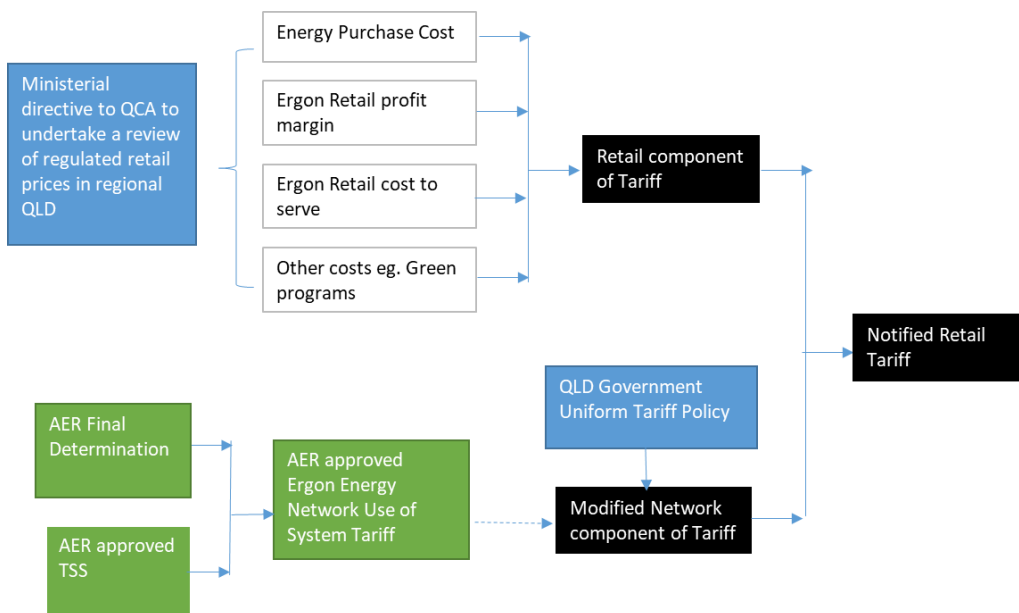 Ministerial
directive to QCA to
undertake a review
of regulated retail
prices in regional
QLD
Energy Purchase Cost
Ergon Retail profit
margin
Ergon Retail cost to
serve
Other costs eg. Green
programs
Retail component
of Tariff
Notified Retail
Tariff
QLD Government
Uniform Tariff Policy
AER Final
Determination
AER approved
TSS
AER approved
Ergon Energy
Network Use of
System Tariff
Modified Network
component of Tariff